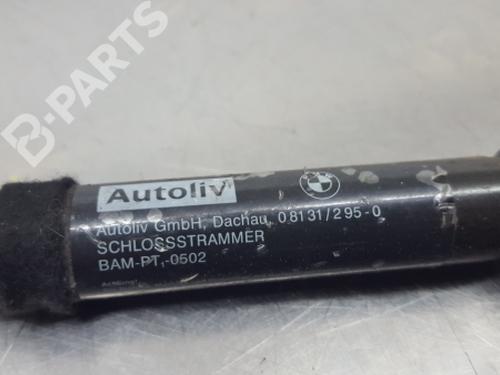 B-PARTS
Autoliv
Autoliv GmbH, Dachau, 08131/295-0
SCHLOSSSTRAMMER
BAM-PT,-0502